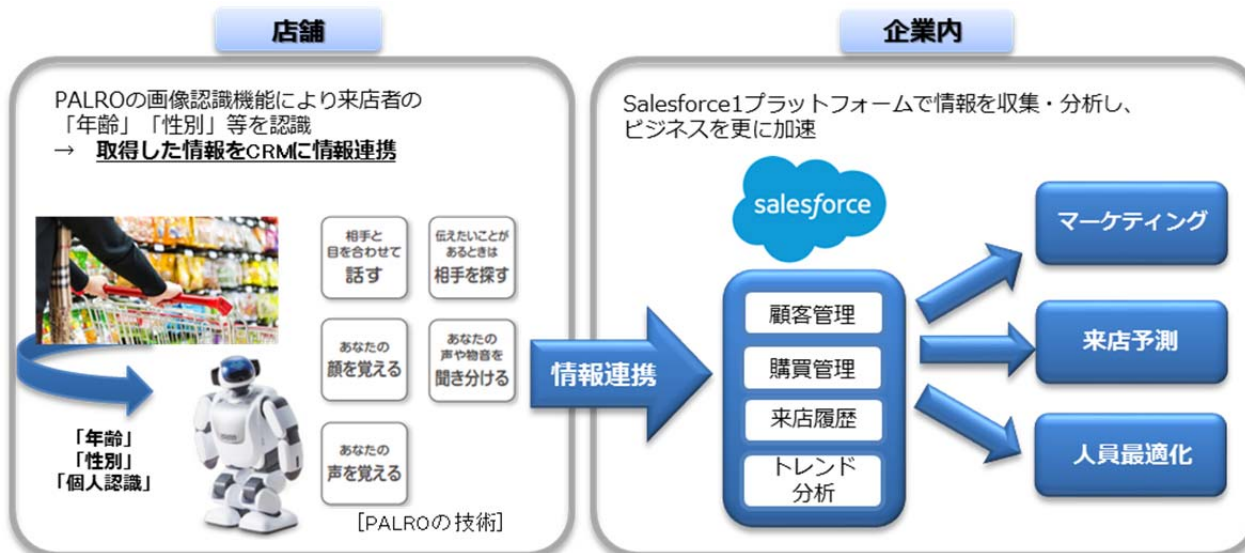 店舗
PALROの画像認識機能により来店者の
「年齢」「性別」等を認識
→ 取得した情報をCRMに情報連携
相手と
目を合わせて
話す
伝えたいことが
あるときは
相手を探す
あなたの
顔を覚える
あなたの
声や物音を
聞き分ける
あなたの
声を覚える
「年齢」
「性別」
「個人認識」
[PALROの技術]
情報連携
企業内
Salesforce1プラットフォームで情報を収集・分析し、
ビジネスを更に加速
salesforce
顧客管理
購買管理
来店履歴
トレンド
分析
マーケティング
来店予測
人員最適化